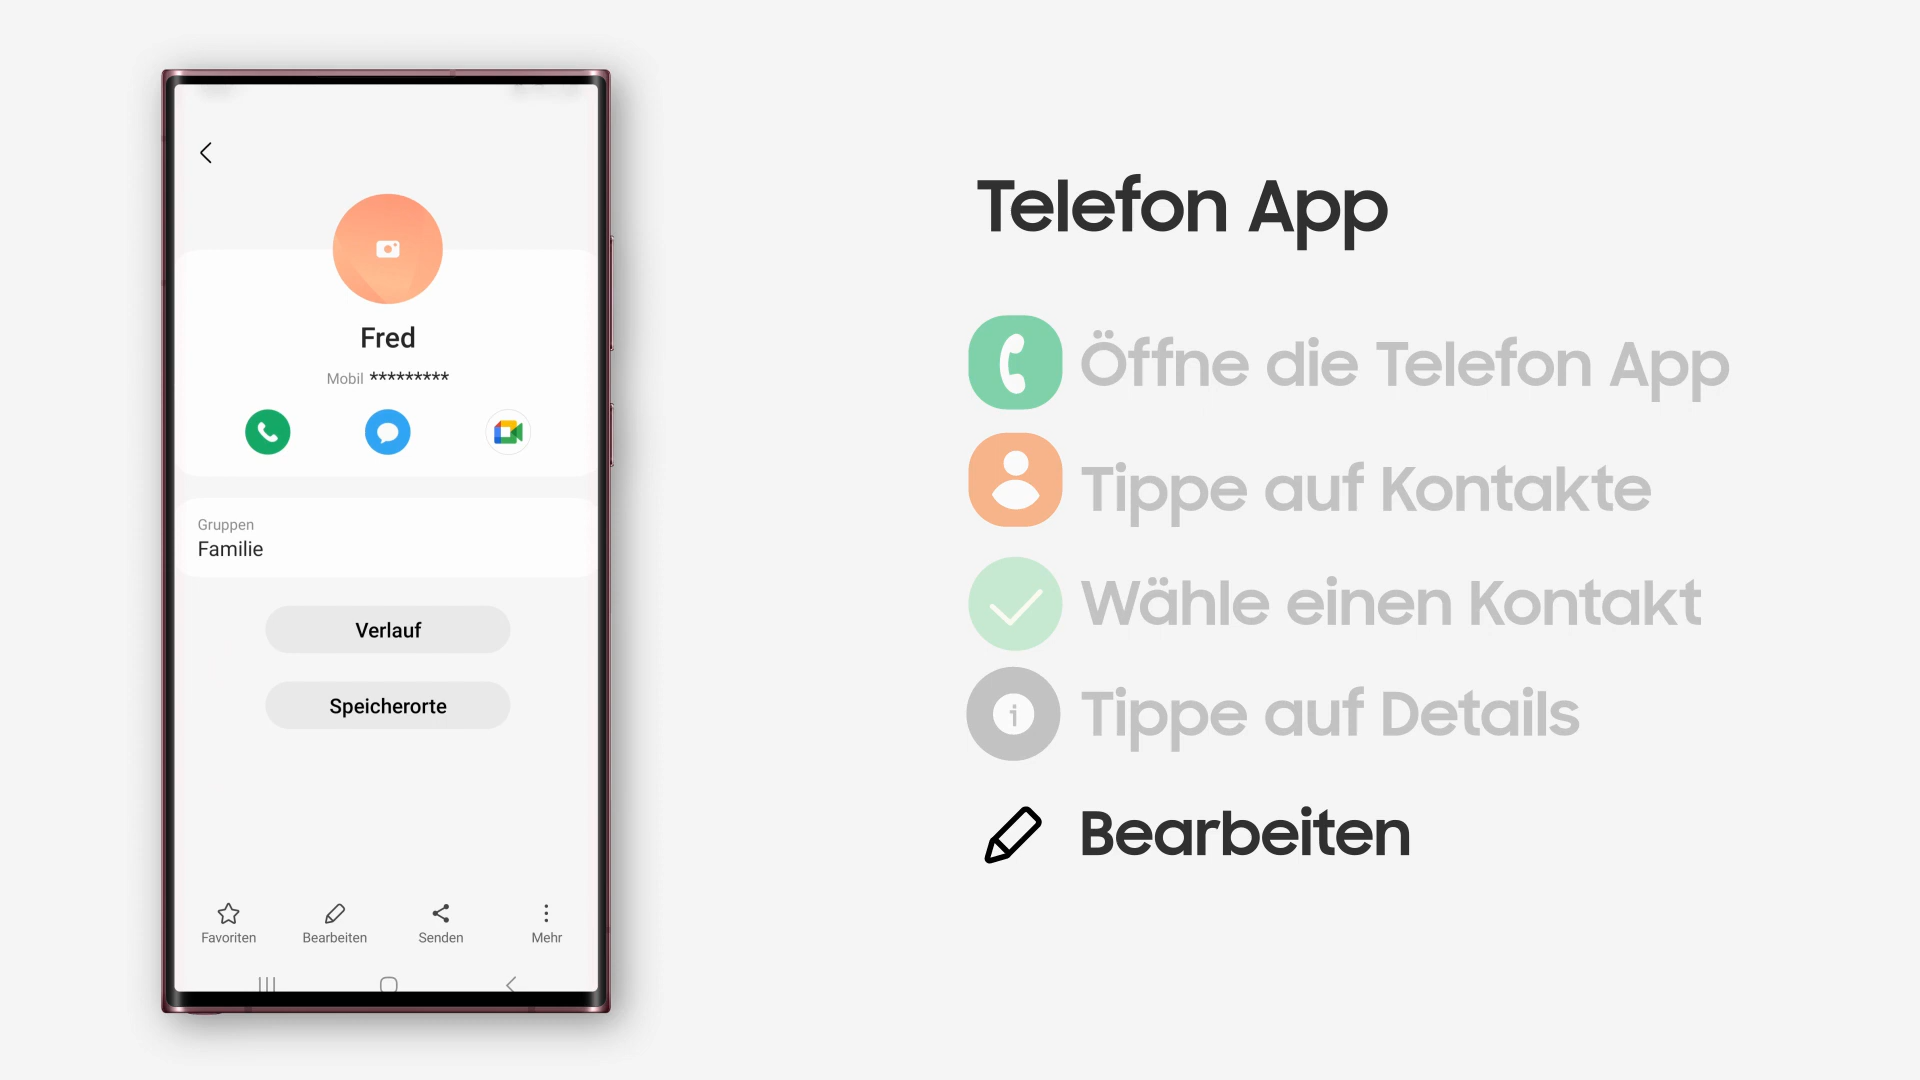 Fred
Mobil *********
Gruppen
Familie
Verlauf
Speicherorte
Favoriten
Bearbeiten
Senden
Mehr
Telefon App
Öffne die Telefon App
Tippe auf Kontakte
Wähle einen Kontakt
Tippe auf Details
Bearbeiten